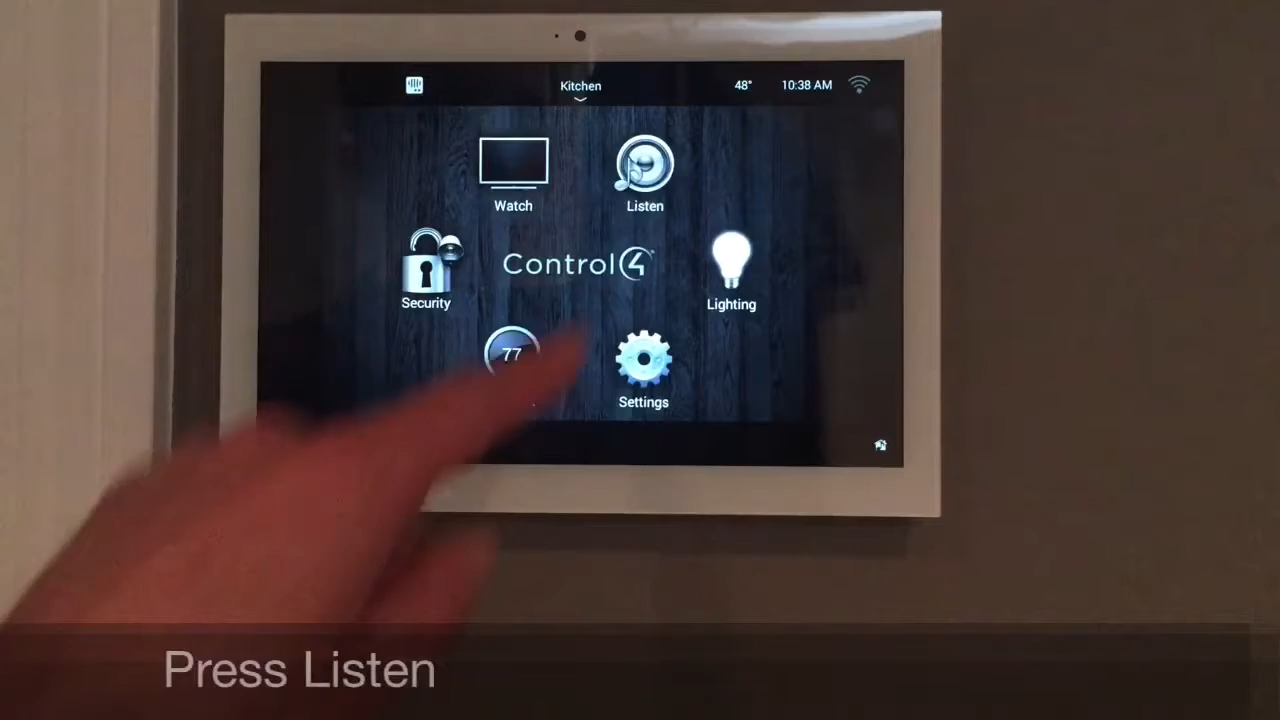 Kitchen
48°
10:38 AM
Watch
Listen
Control4
Security
Lighting
77
Settings
Press Listen